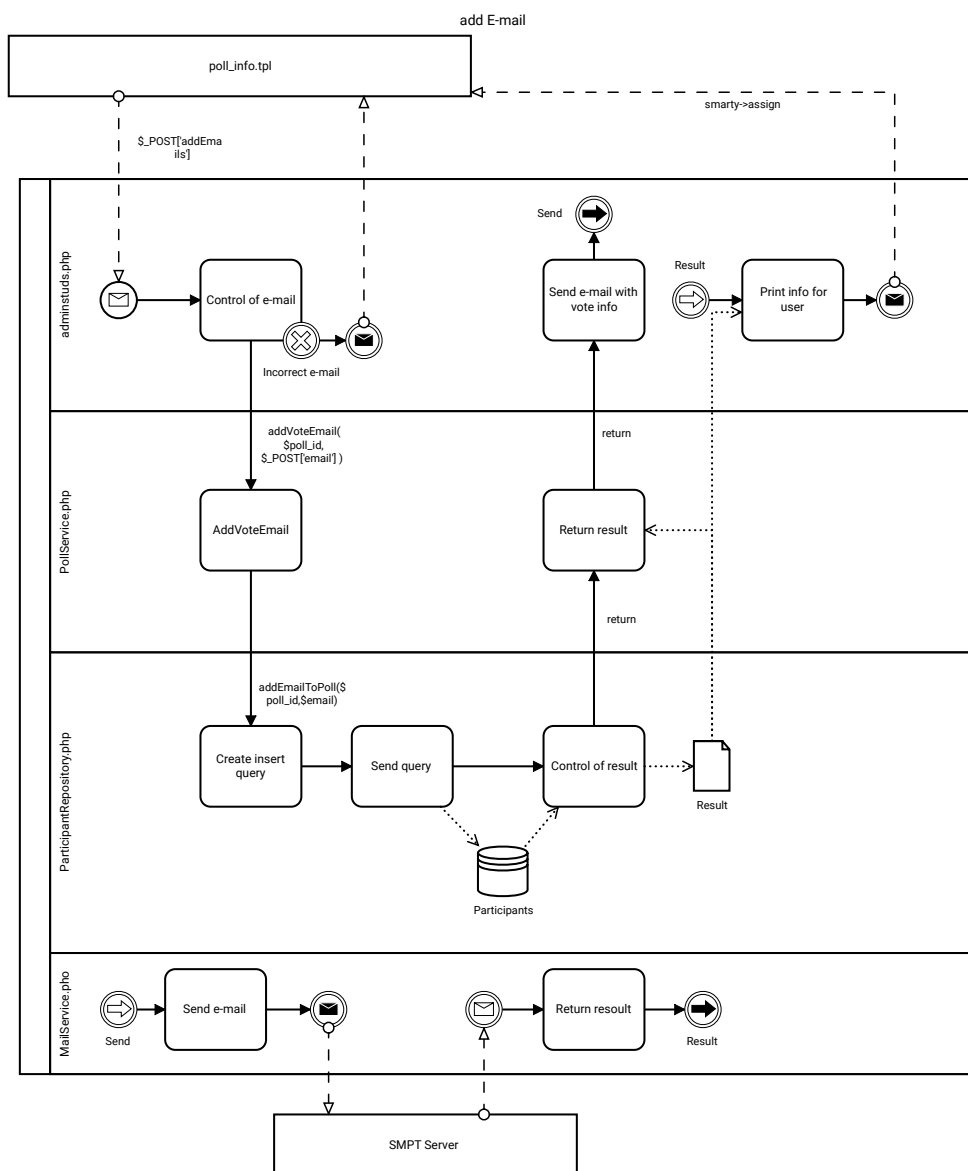 add E-mail
poll_info.tpl
smarty->assign
$_POST['addEma
ils']
adminstuds.php
Send
Control of e-mail
Send e-mail with
vote info
Result
Print info for
user
Incorrect e-mail
PollService.php
addVoteEmail(
$poll_id,
$_POST['email'] )
return
AddVoteEmail
Return result
return
ParticipantRepository.php
addEmailToPoll($
poll_id,$email)
Create insert
query
Send query
Control of result
Result
Participants
MailService.pho
Send e-mail
Send
Return resoult
Result
SMPT Server